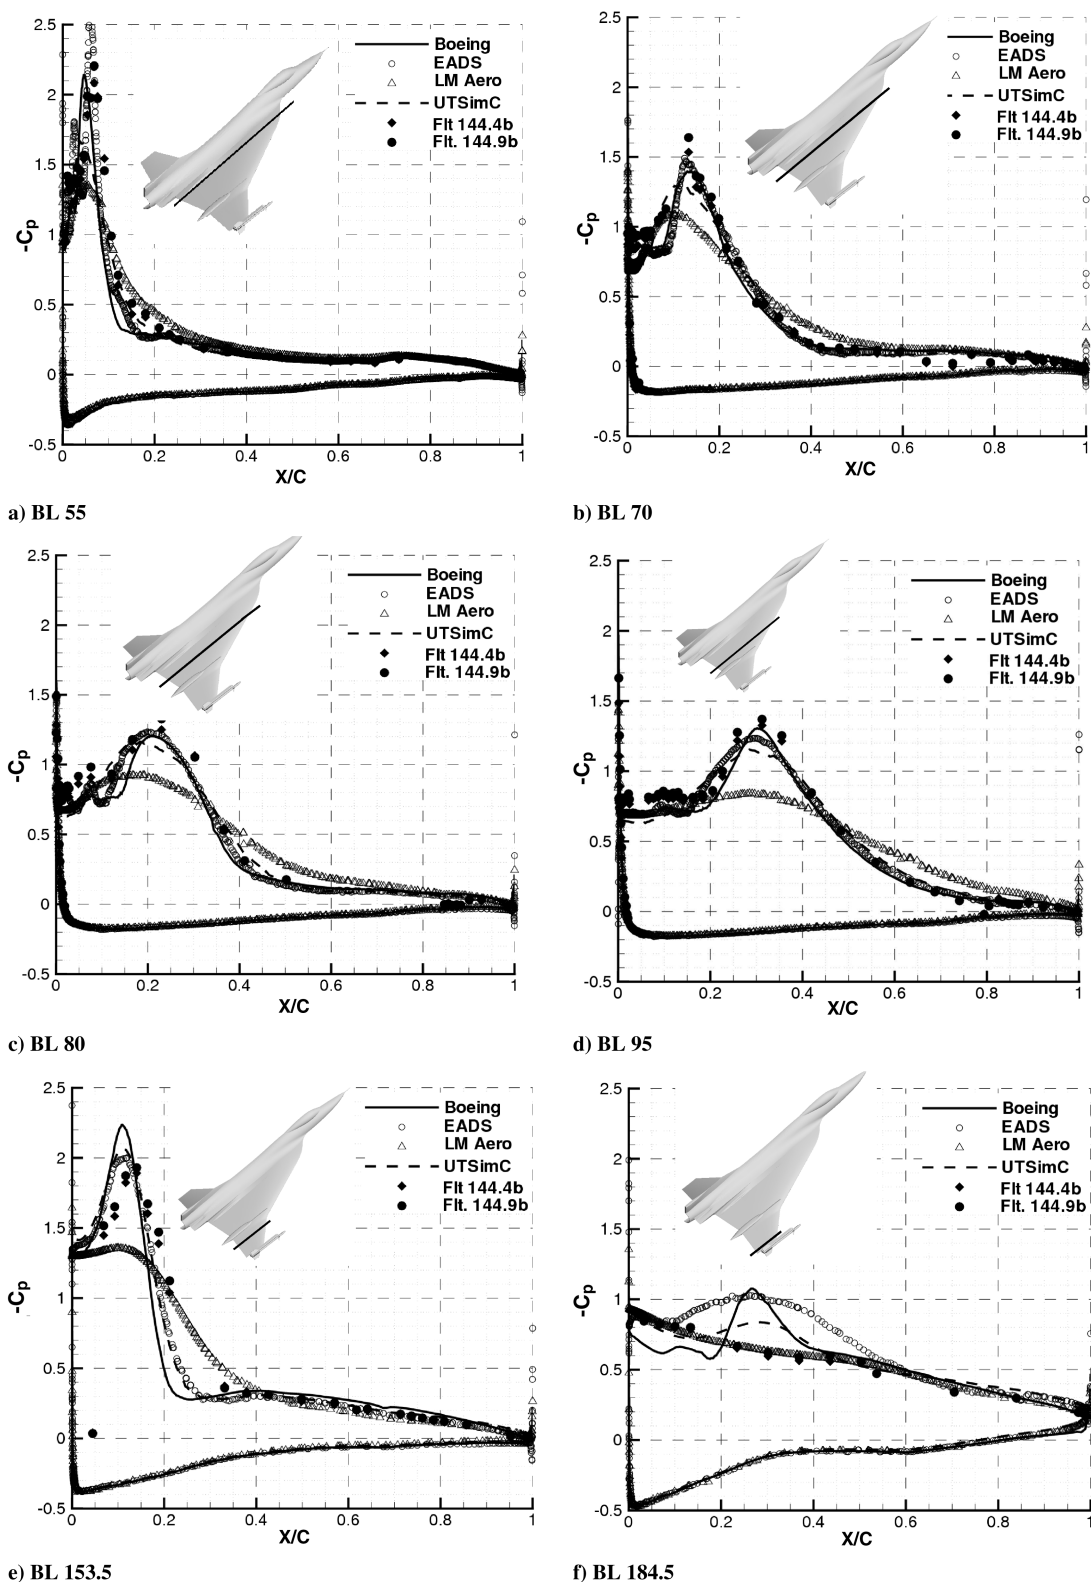 2.5
2
1.5
1
0.5
0
-0.5
-Cp
0 0.2 0.4 0.6 0.8 1
X/C
Boeing
EADS
LM Aero
UTSimC
Flt 144.4b
Flt. 144.9b
a) BL 55
2.5
2
1.5
1
0.5
0
-0.5
-Cp
0 0.2 0.4 0.6 0.8 1
X/C
Boeing
EADS
LM Aero
UTSimC
Flt 144.4b
Flt. 144.9b
b) BL 70
2.5
2
1.5
1
0.5
0
-0.5
-Cp
0 0.2 0.4 0.6 0.8 1
X/C
Boeing
EADS
LM Aero
UTSimC
Flt 144.4b
Flt. 144.9b
c) BL 80
2.5
2
1.5
1
0.5
0
-0.5
-Cp
0 0.2 0.4 0.6 0.8 1
X/C
Boeing
EADS
LM Aero
UTSimC
Flt 144.4b
Flt. 144.9b
d) BL 95
2.5
2
1.5
1
0.5
0
-0.5
-Cp
0 0.2 0.4 0.6 0.8 1
X/C
Boeing
EADS
LM Aero
UTSimC
Flt 144.4b
Flt. 144.9b
e) BL 153.5
2.5
2
1.5
1
0.5
0
-0.5
-Cp
0 0.2 0.4 0.6 0.8 1
X/C
Boeing
EADS
LM Aero
UTSimC
Flt 144.4b
Flt. 144.9b
f) BL 184.5